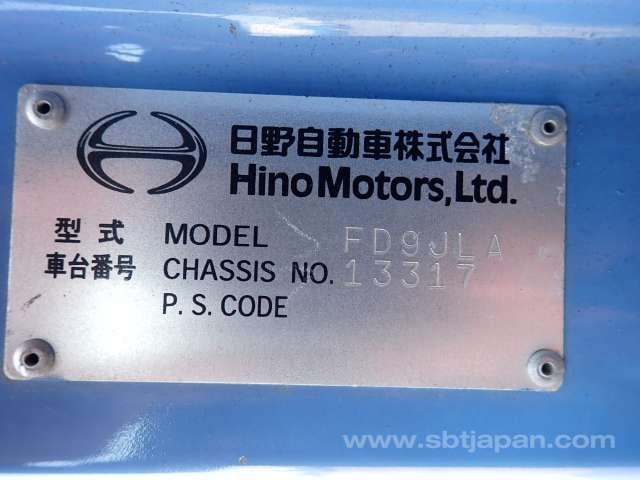 日野自動車株式会社
Hino Motors, Ltd.
型式 MODEL FD9JLA
車台番号 CHASSIS NO. 13317
P. S. CODE
www.sbtjapan.com